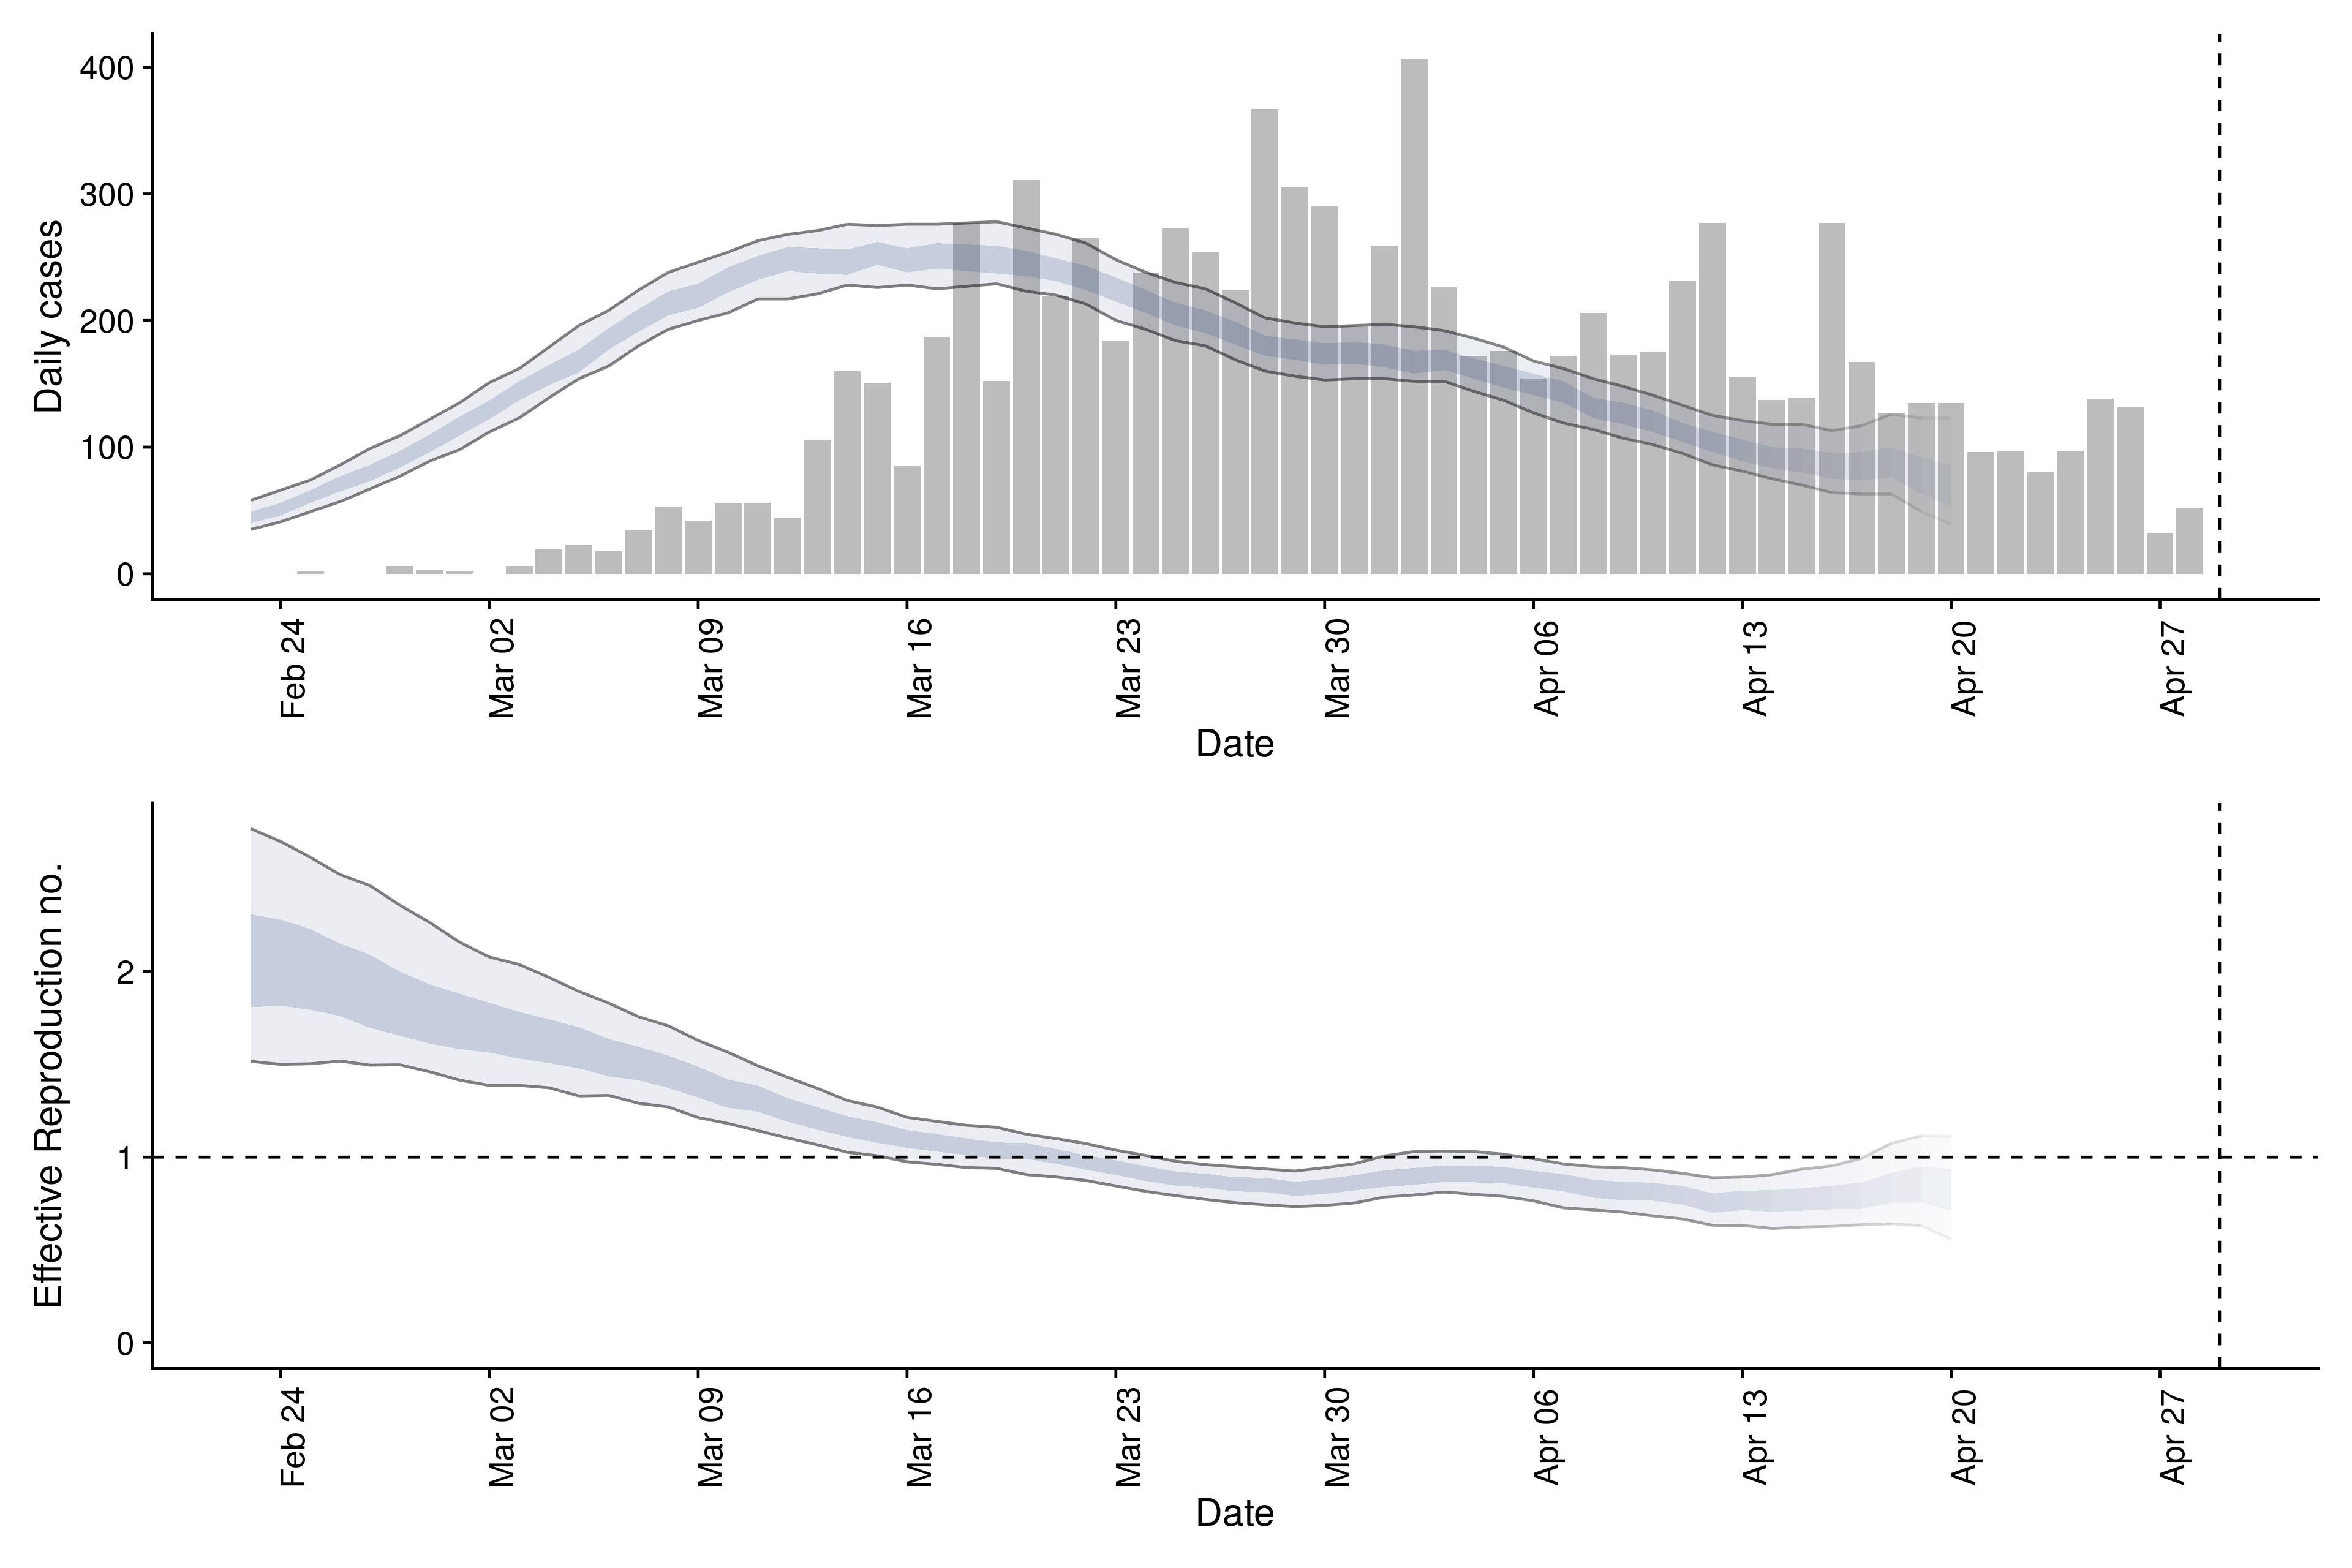 Daily cases
400
300
200
100
0
Feb 24
Mar 02
Mar 09
Mar 16
Mar 23
Mar 30
Apr 06
Apr 13
Apr 20
Apr 27
Date
Effective Reproduction no.
2
1
0
Feb 24
Mar 02
Mar 09
Mar 16
Mar 23
Mar 30
Apr 06
Apr 13
Apr 20
Apr 27
Date